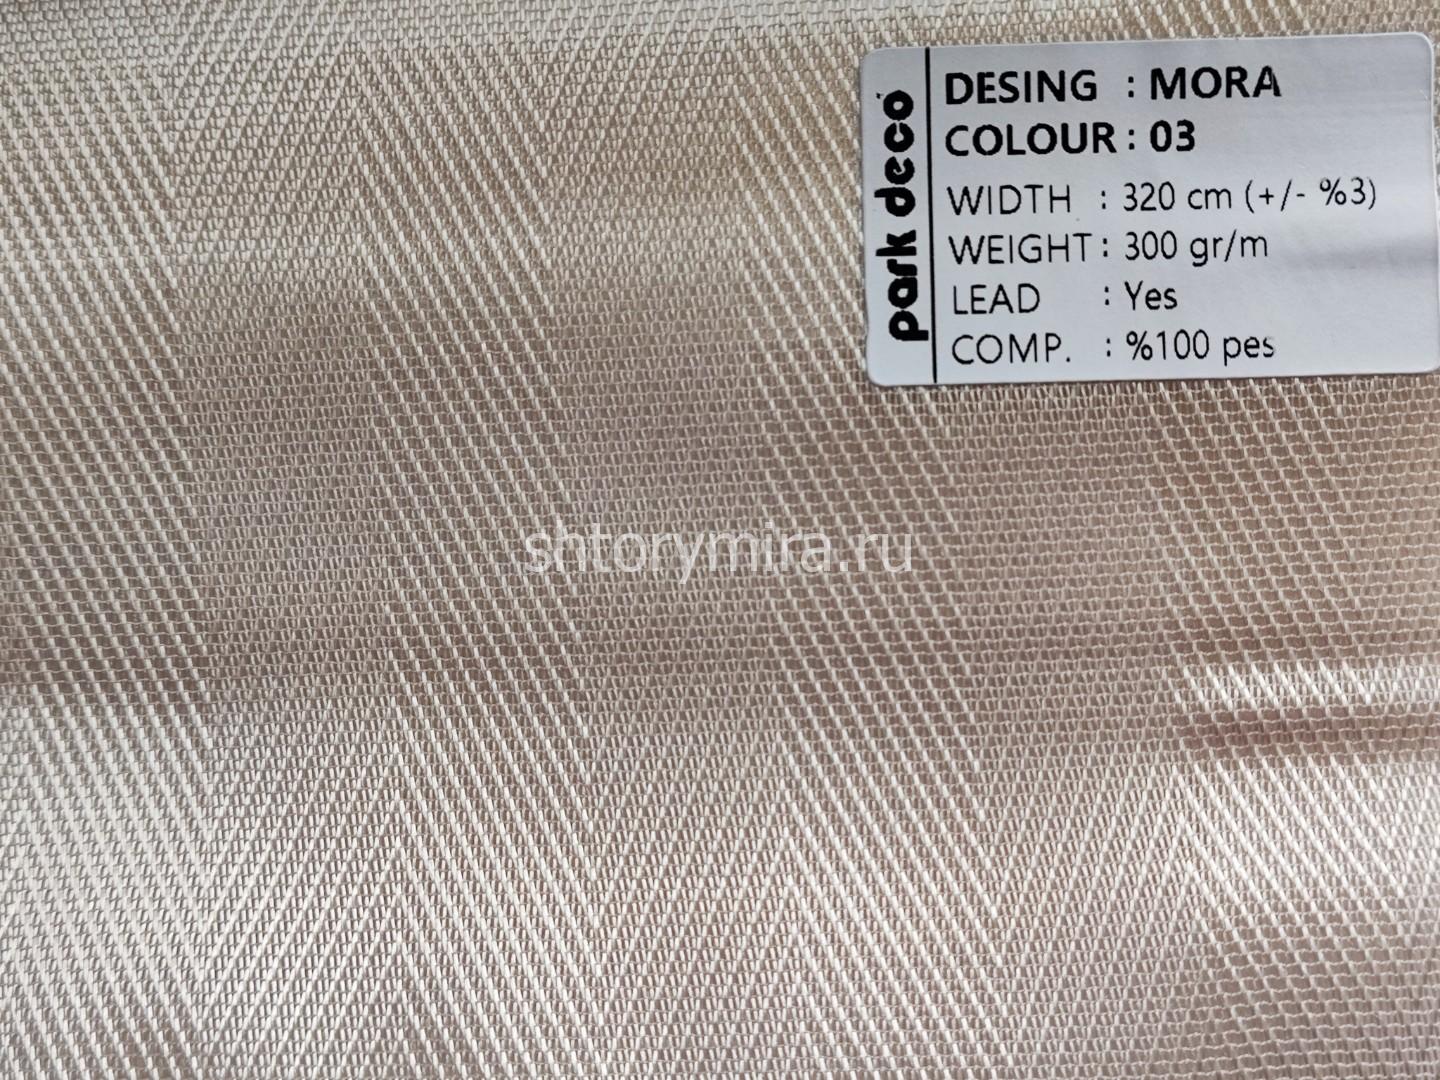 park deco
DESING : MORA
COLOUR : 03
WIDTH : 320 cm (+/- %3)
WEIGHT : 300 gr/m
LEAD : Yes
COMP. : %100 pes
shtorymira.ru